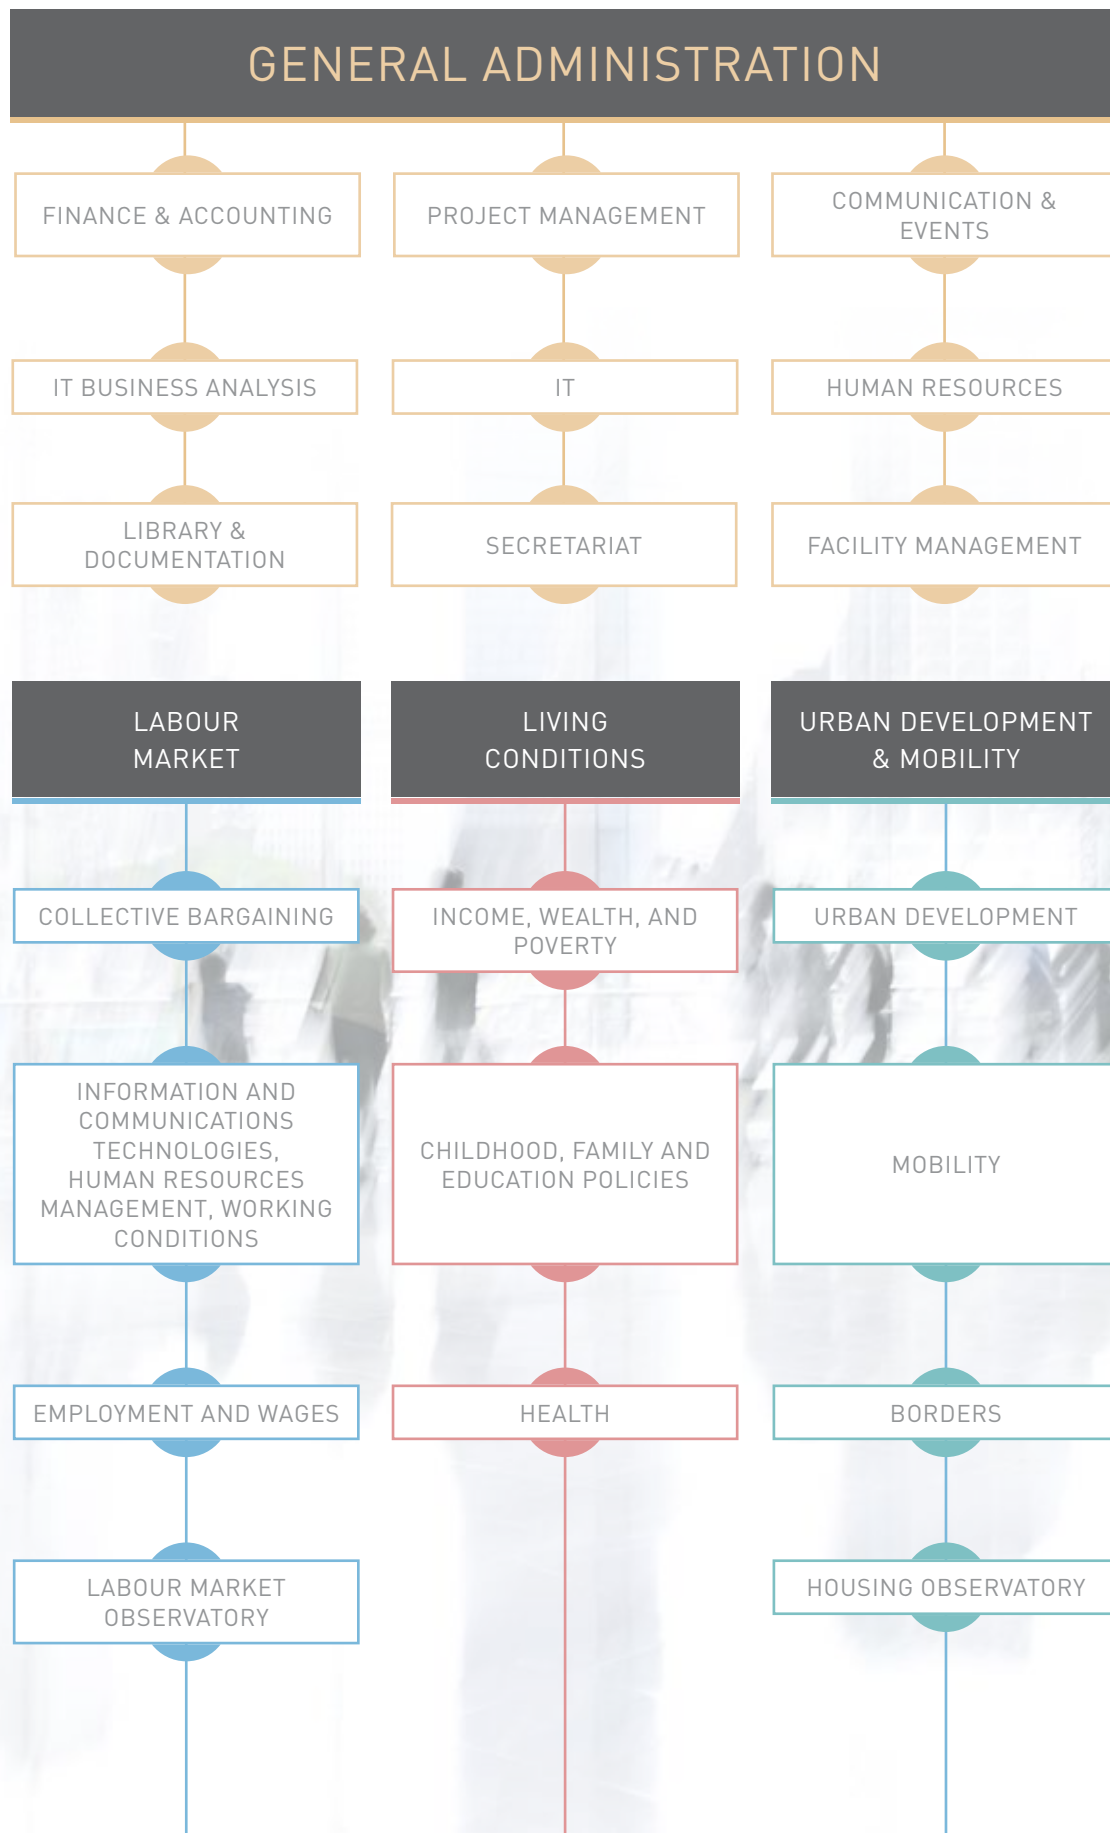 GENERAL ADMINISTRATION
FINANCE & ACCOUNTING
PROJECT MANAGEMENT
COMMUNICATION &
EVENTS
IT BUSINESS ANALYSIS
IT
HUMAN RESOURCES
LIBRARY &
DOCUMENTATION
SECRETARIAT
FACILITY MANAGEMENT
LABOUR
MARKET
LIVING
CONDITIONS
URBAN DEVELOPMENT
& MOBILITY
COLLECTIVE BARGAINING
INCOME, WEALTH, AND
POVERTY
URBAN DEVELOPMENT
INFORMATION AND
COMMUNICATIONS
TECHNOLOGIES,
HUMAN RESOURCES
MANAGEMENT, WORKING
CONDITIONS
CHILDHOOD, FAMILY AND
EDUCATION POLICIES
MOBILITY
EMPLOYMENT AND WAGES
HEALTH
BORDERS
LABOUR MARKET
OBSERVATORY
HOUSING OBSERVATORY